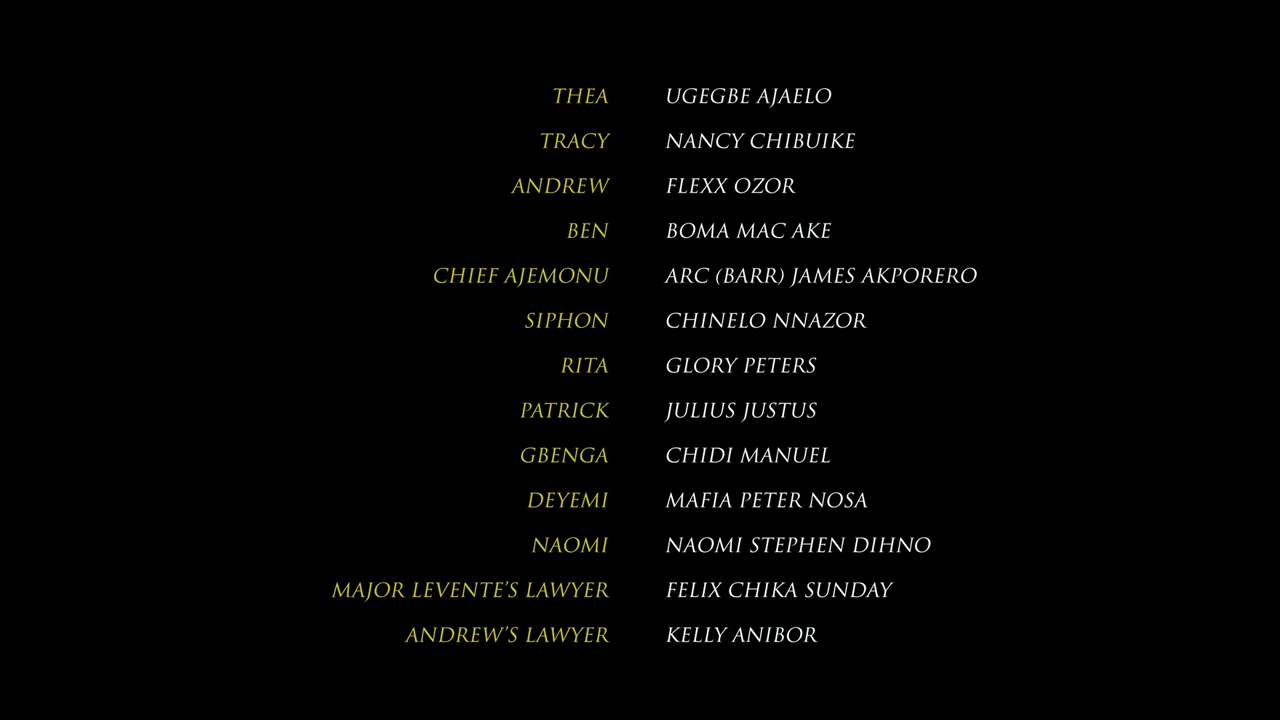 THEA UGEGBE AJAELO
TRACY NANCY CHIBUIKE
ANDREW FLEXX OZOR
BEN BOMA MAC AKE
CHIEF AJEMONU ARC (BARR) JAMES AKPORERO
SIPHON CHINELO NNAZOR
RITA GLORY PETERS
PATRICK JULIUS JUSTUS
GBENGA CHIDI MANUEL
DEYEMI MAFIA PETER NOSA
NAOMI NAOMI STEPHEN DIHNO
MAJOR LEVENTE'S LAWYER FELIX CHIKA SUNDAY
ANDREW'S LAWYER KELLY ANIBOR